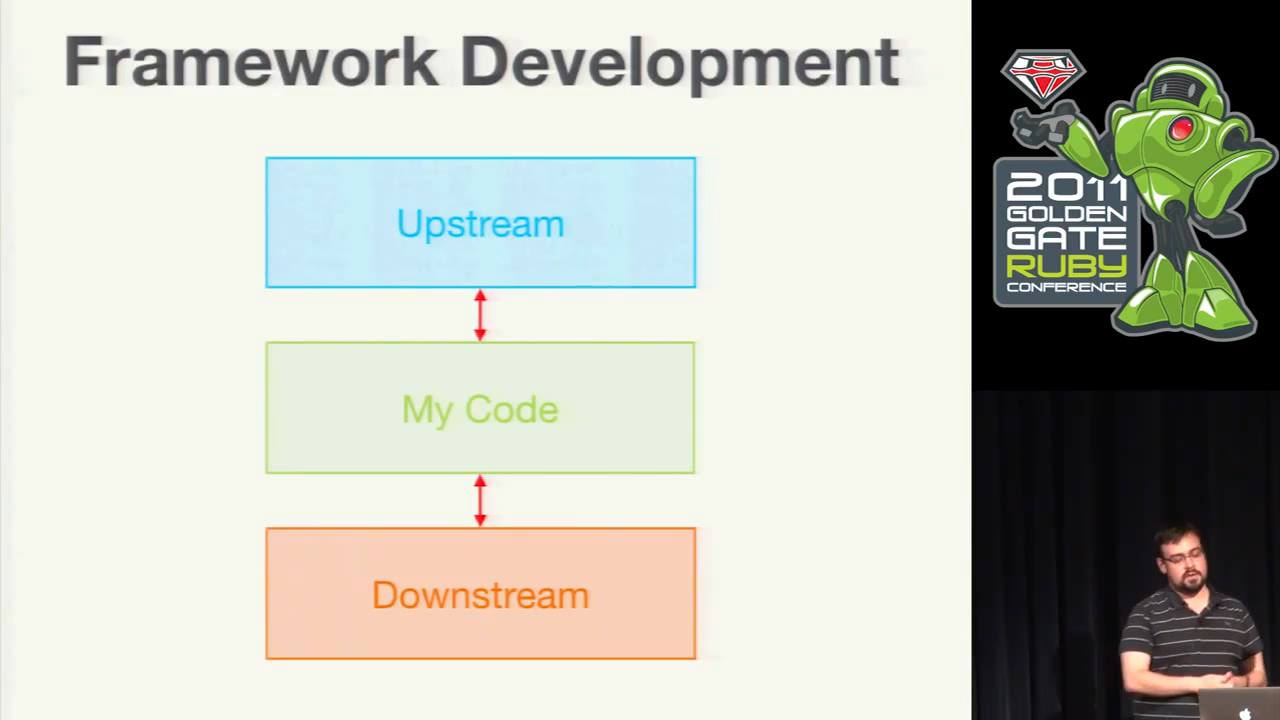 Framework Development
Upstream
My Code
Downstream
2011
GOLDEN
GATE
RUBY
CONFERENCE